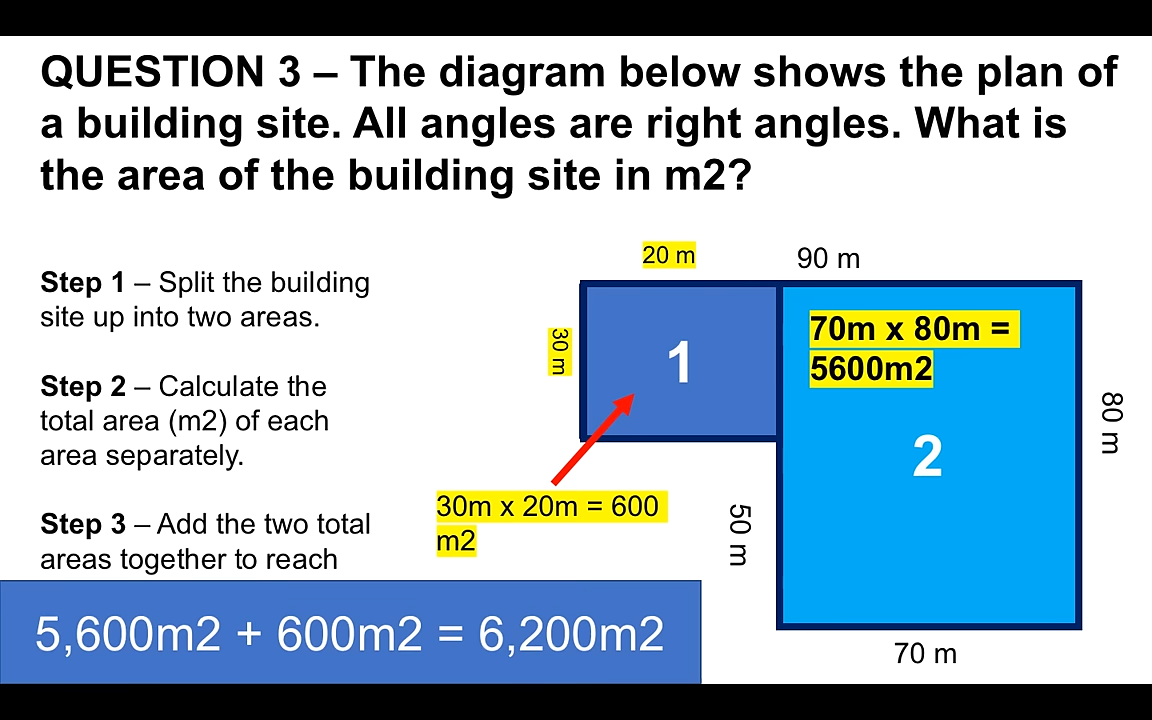 QUESTION 3 – The diagram below shows the plan of
a building site. All angles are right angles. What is
the area of the building site in m2?
Step 1 – Split the building
site up into two areas.
Step 2 – Calculate the
total area (m2) of each
area separately.
Step 3 – Add the two total
areas together to reach
5,600m2 + 600m2 = 6,200m2
20 m
90 m
30 m
1
70m x 80m =
5600m2
2
80 m
30m x 20m = 600
m2
50 m
70 m